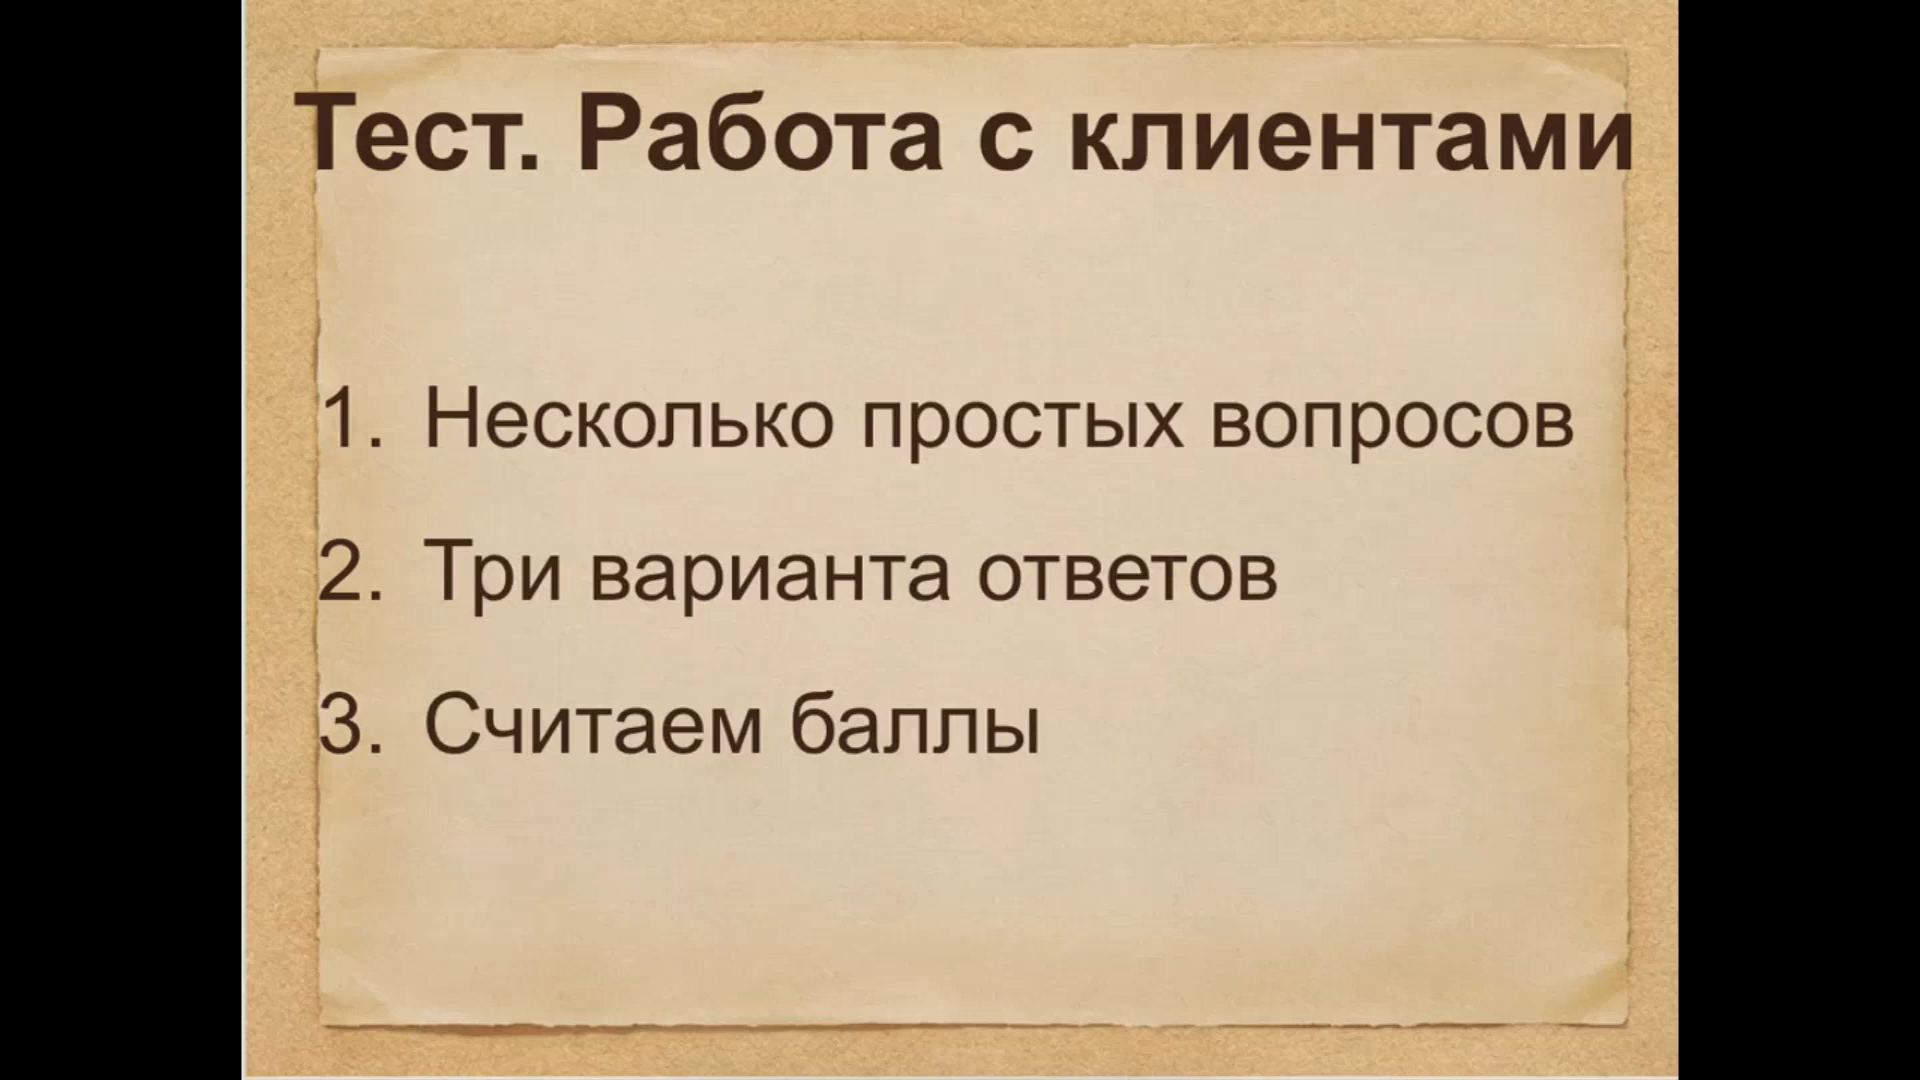 Тест. Работа с клиентами
1. Несколько простых вопросов
2. Три варианта ответов
3. Считаем баллы